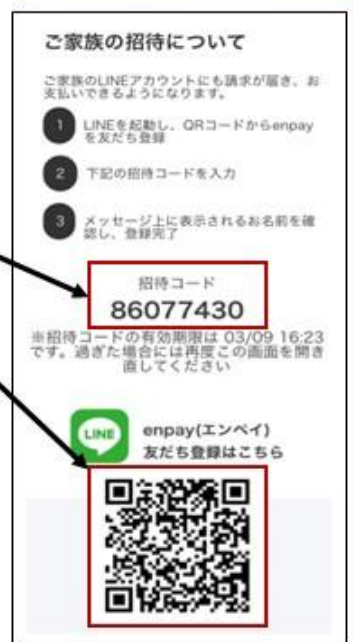 ご家族の招待について
ご家族のLINEアカウントにも請求が届き、お
支払いできるようになります。
1 LINEを起動し、QRコードからenpay
を友だち登録
2 下記の招待コードを入力
3 メッセージ上に表示されるお名前を確
認し、登録完了
招待コード
86077430
※招待コードの有効期限は 03/09 16:23
です。過ぎた場合には再度この画面を開き
直してください
LINE
enpay(エンペイ)
友だち登録はこちら